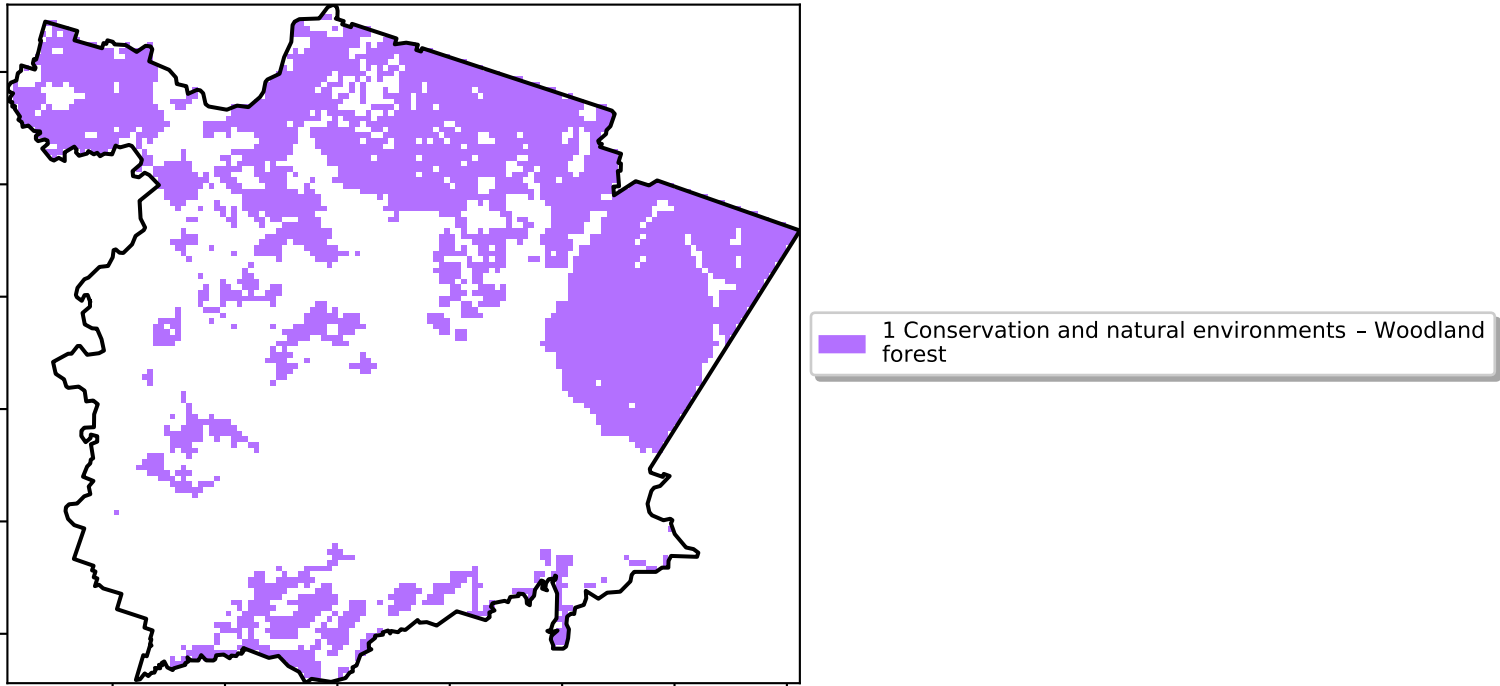 1 Conservation and natural environments – Woodland
forest